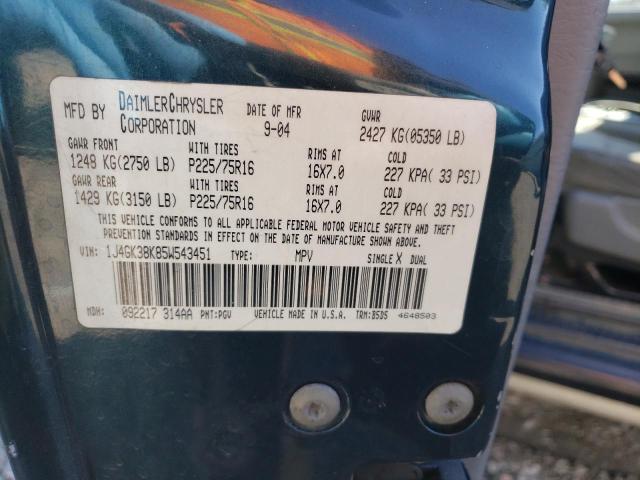 MFD BY DAIMLERCHRYSLER CORPORATION DATE OF MFR 9-04 GVWR 2427 KG(05350 LB)
GAWR FRONT WITH TIRES RIMS AT COLD
1248 KG(2750 LB) P225/75R16 16X7.0 227 KPA( 33 PSI)
GAWR REAR WITH TIRES RIMS AT COLD
1429 KG(3150 LB) P225/75R16 16X7.0 227 KPA( 33 PSI)
THIS VEHICLE CONFORMS TO ALL APPLICABLE FEDERAL MOTOR VEHICLE SAFETY AND THEFT
PREVENTION STANDARDS IN EFFECT ON THE DATE OF MANUFACTURE SHOWN ABOVE.
VIN: 1J4GK38K85W543451 TYPE: MPV SINGLE X DUAL
MDH: 092217 314AA PNT:PGV VEHICLE MADE IN U.S.A. TRM:B5D5 4648503